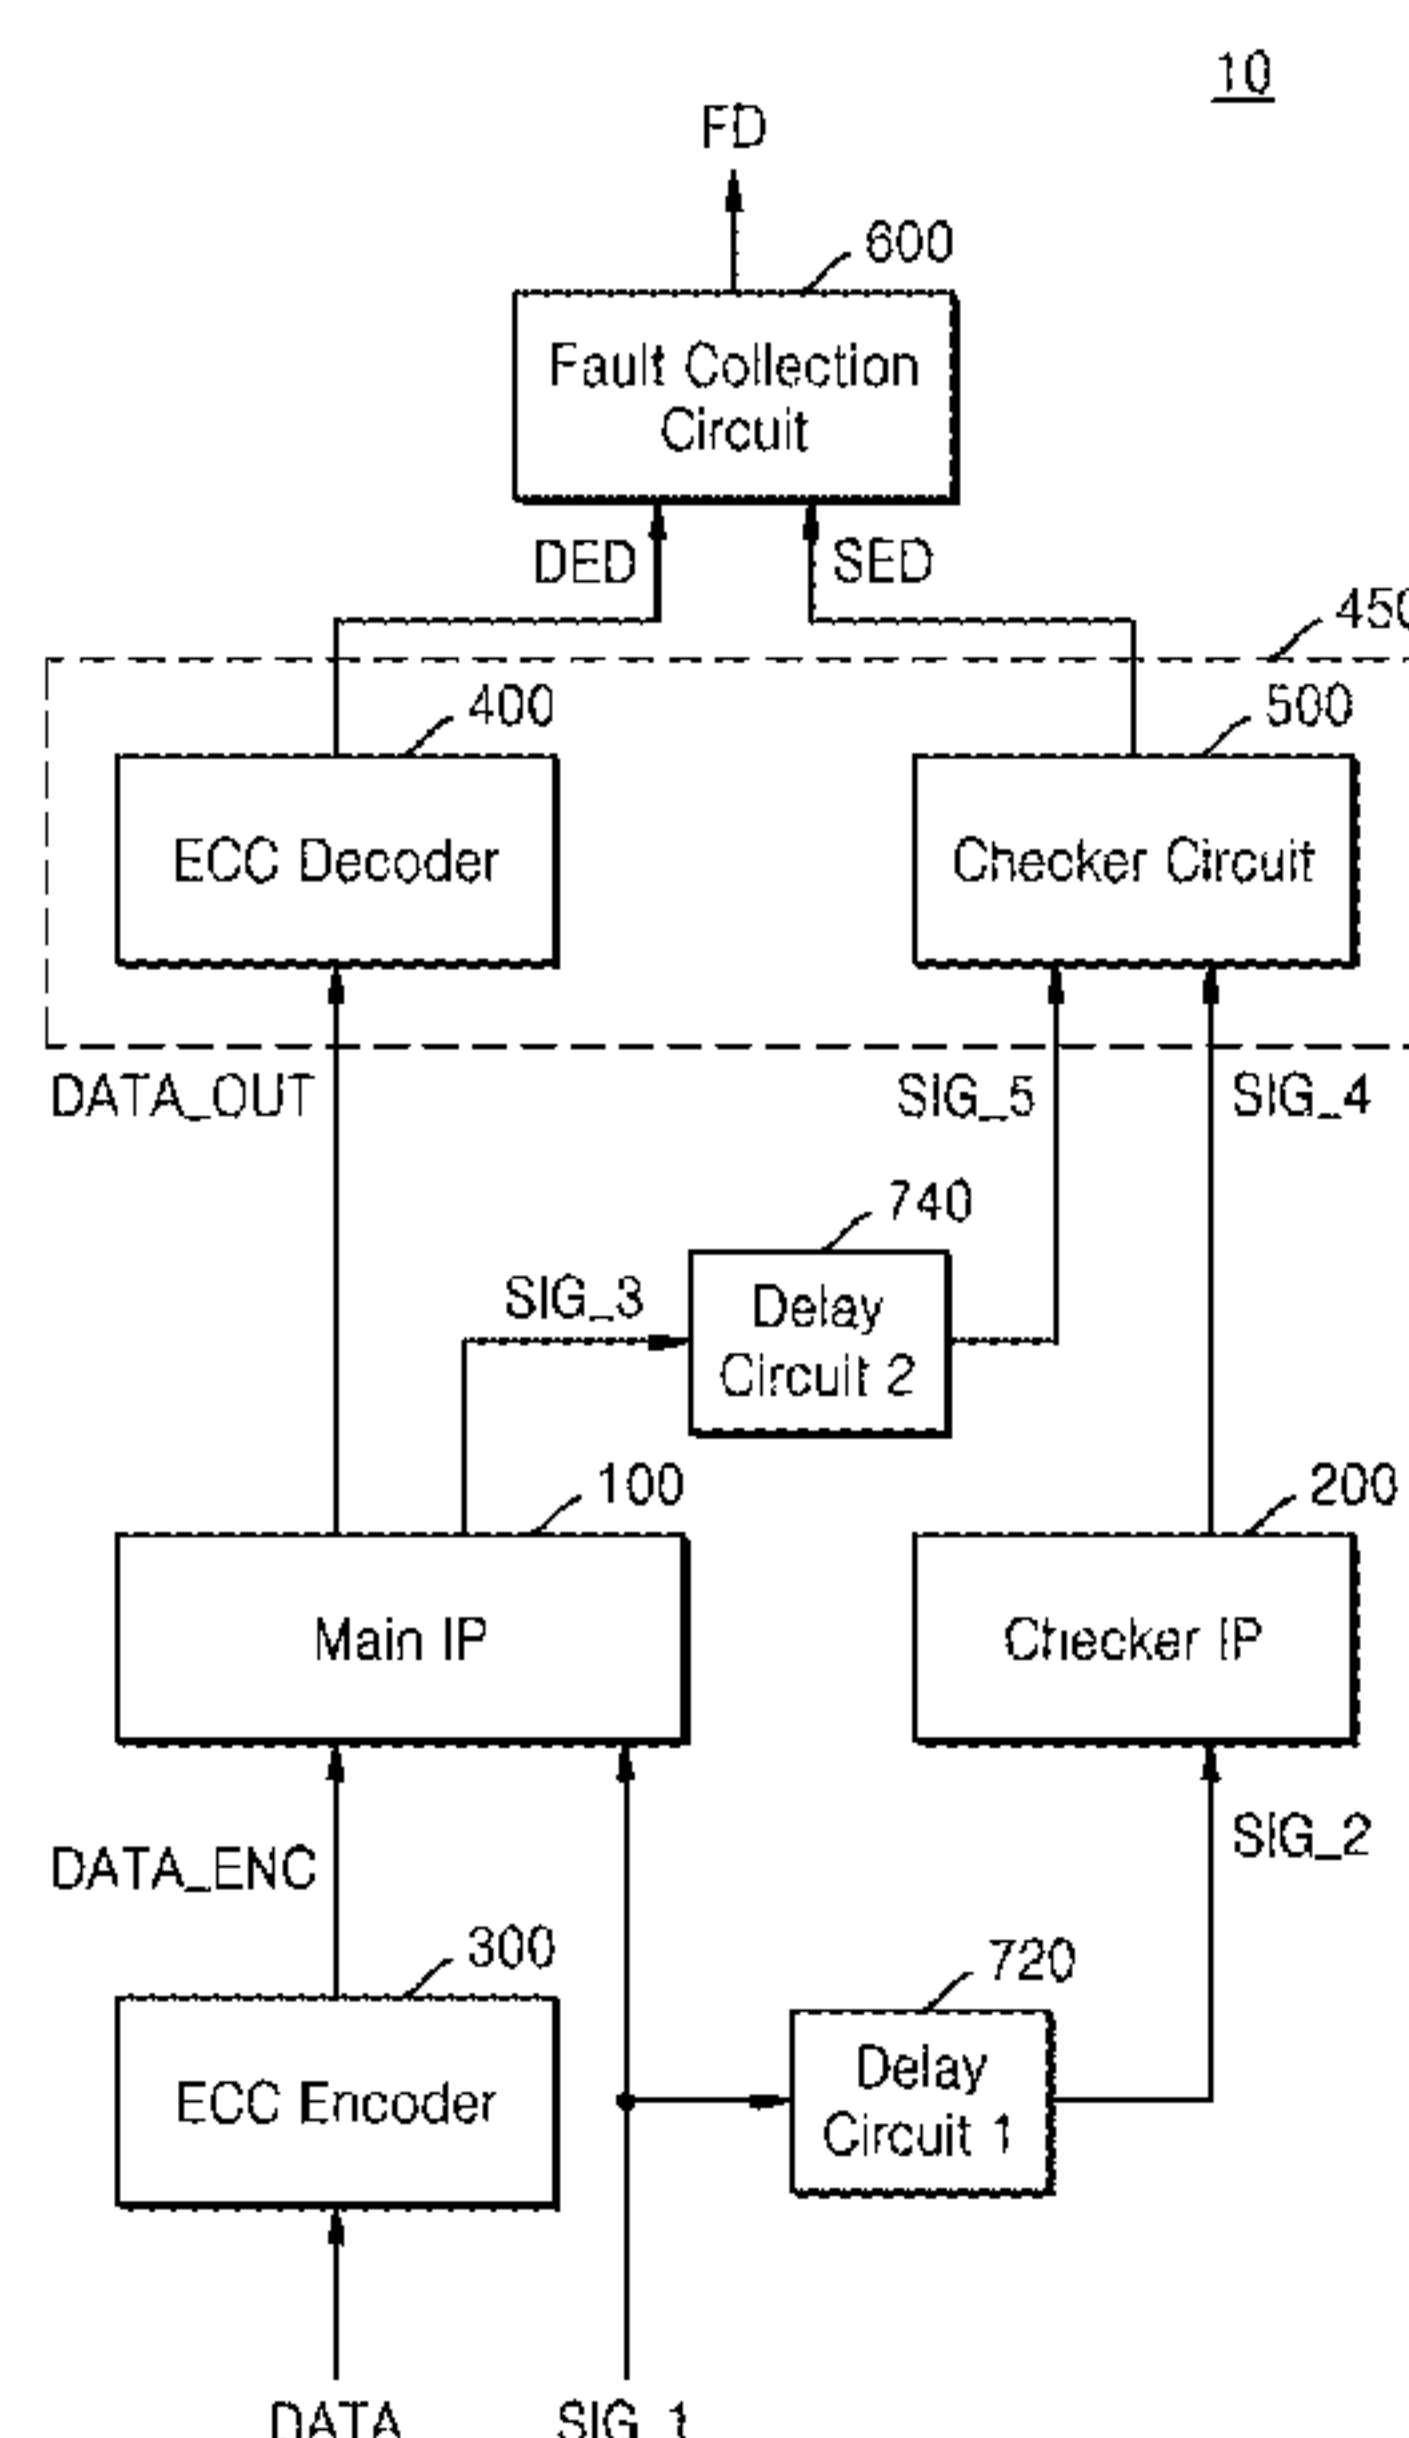 10
FD
600
Fault Collection
Circuit
DED
SED
450
400
500
ECC Decoder
Checker Circuit
DATA_OUT
SIG_5
SIG_4
740
SIG_3
Delay
Circuit 2
100
200
Main IP
Checker IP
DATA_ENC
SIG_2
300
720
ECC Encoder
Delay
Circuit 1
DATA
SIG_1